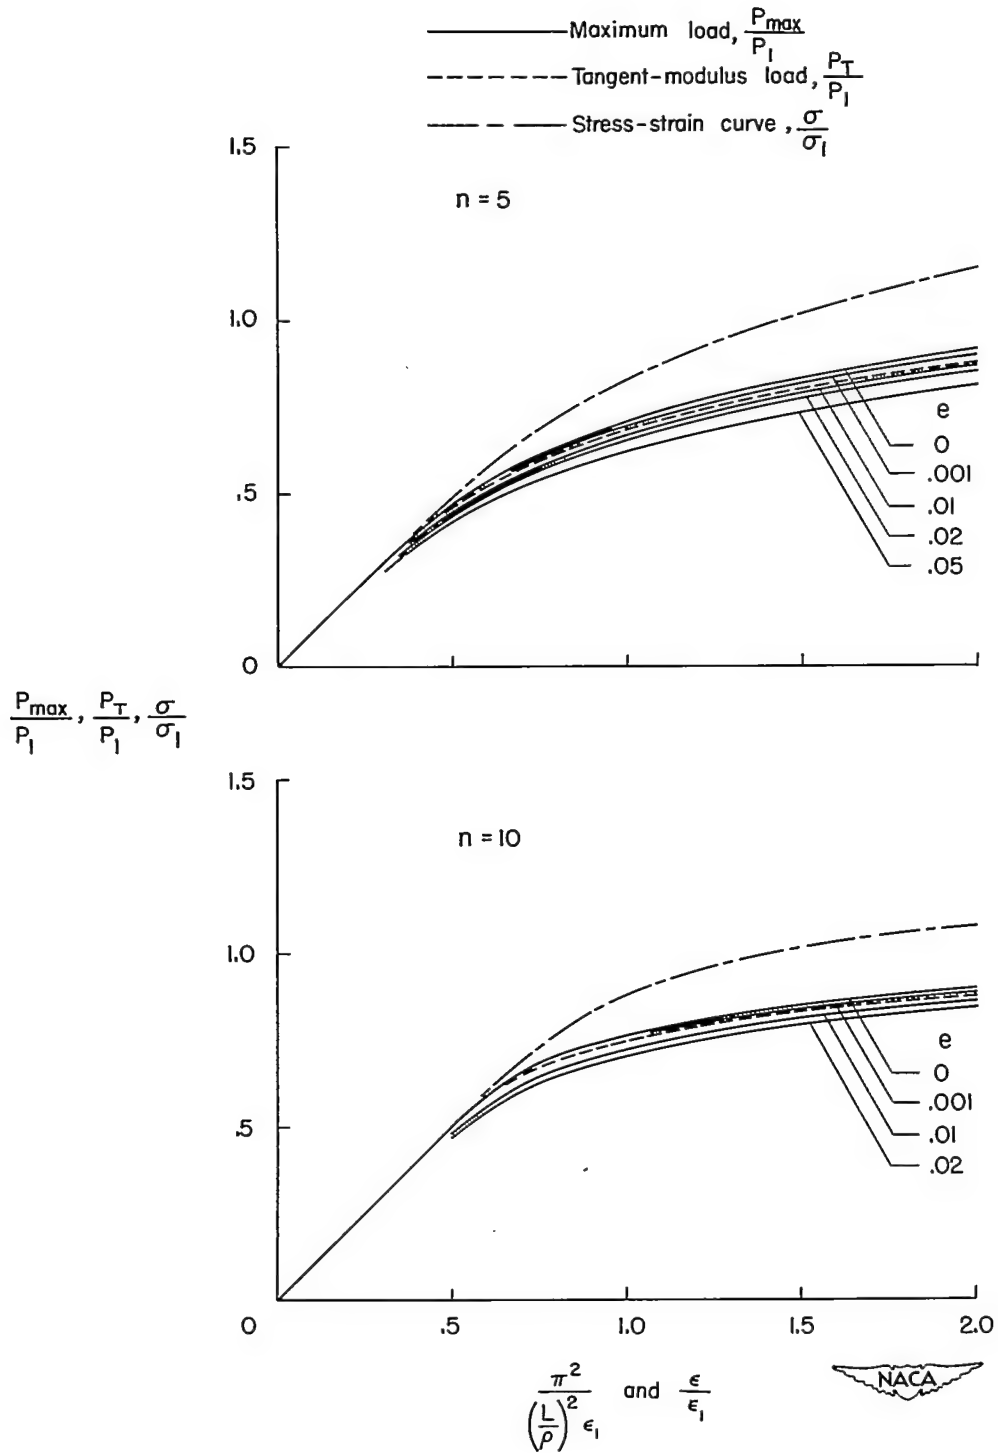 Maximum load, P_max/P_1
Tangent-modulus load, P_T/P_1
Stress-strain curve, σ/σ_1
1.5
n = 5
1.0
e
0
.001
.5
.01
.02
.05
0
P_max/P_1, P_T/P_1, σ/σ_1
1.5
n = 10
1.0
e
0
.001
.5
.01
.02
0 .5 1.0 1.5 2.0
π²/(L/ρ)² ε_1 and ε/ε_1
NACA